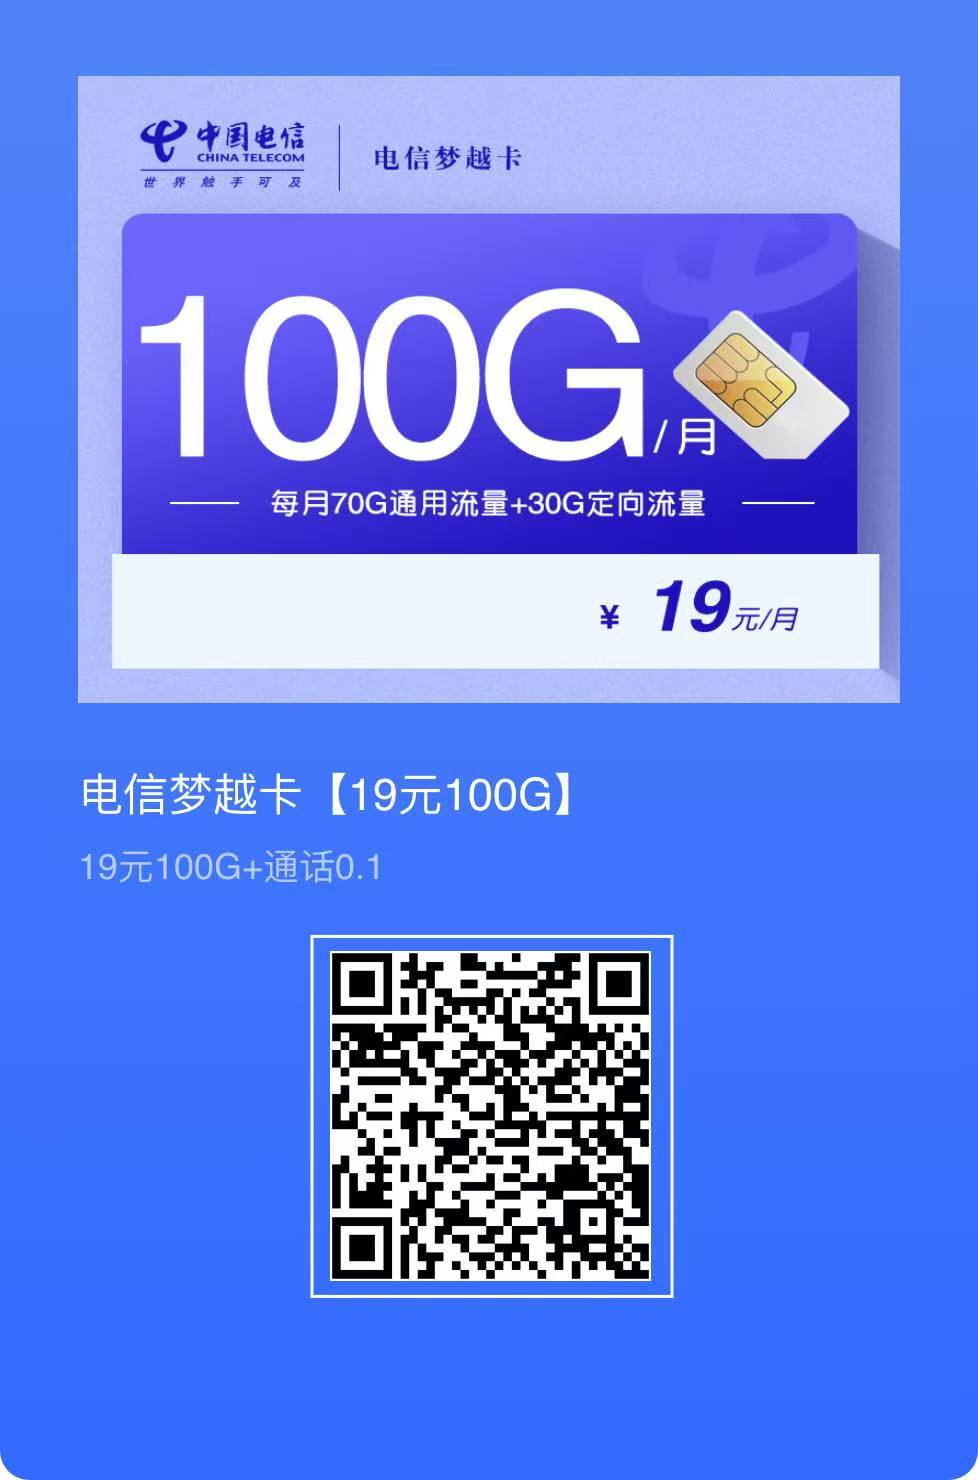 中国电信
CHINA TELECOM
世界触手可及
电信梦越卡
100G/月
每月70G通用流量+30G定向流量
¥ 19元/月
电信梦越卡【19元100G】
19元100G+通话0.1